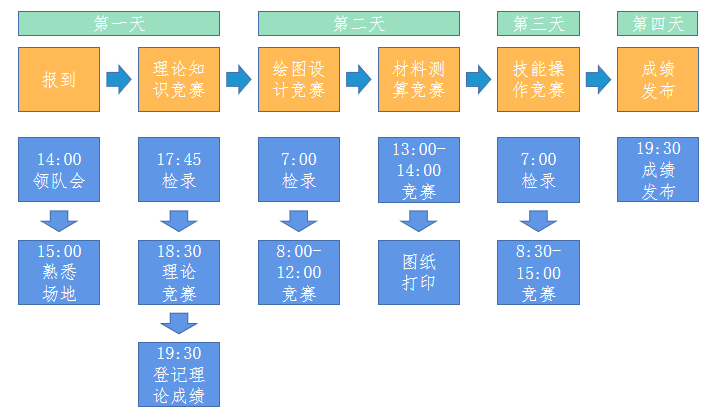 第一天
第二天
第三天
第四天
报到
理论知
识竞赛
绘图设
计竞赛
材料测
算竞赛
技能操
作竞赛
成绩
发布
14:00
领队会
17:45
检录
7:00
检录
13:00-
14:00
竞赛
7:00
检录
19:30
成绩
发布
15:00
熟悉
场地
18:30
理论
竞赛
8:00-
12:00
竞赛
图纸
打印
8:30-
15:00
竞赛
19:30
登记理
论成绩